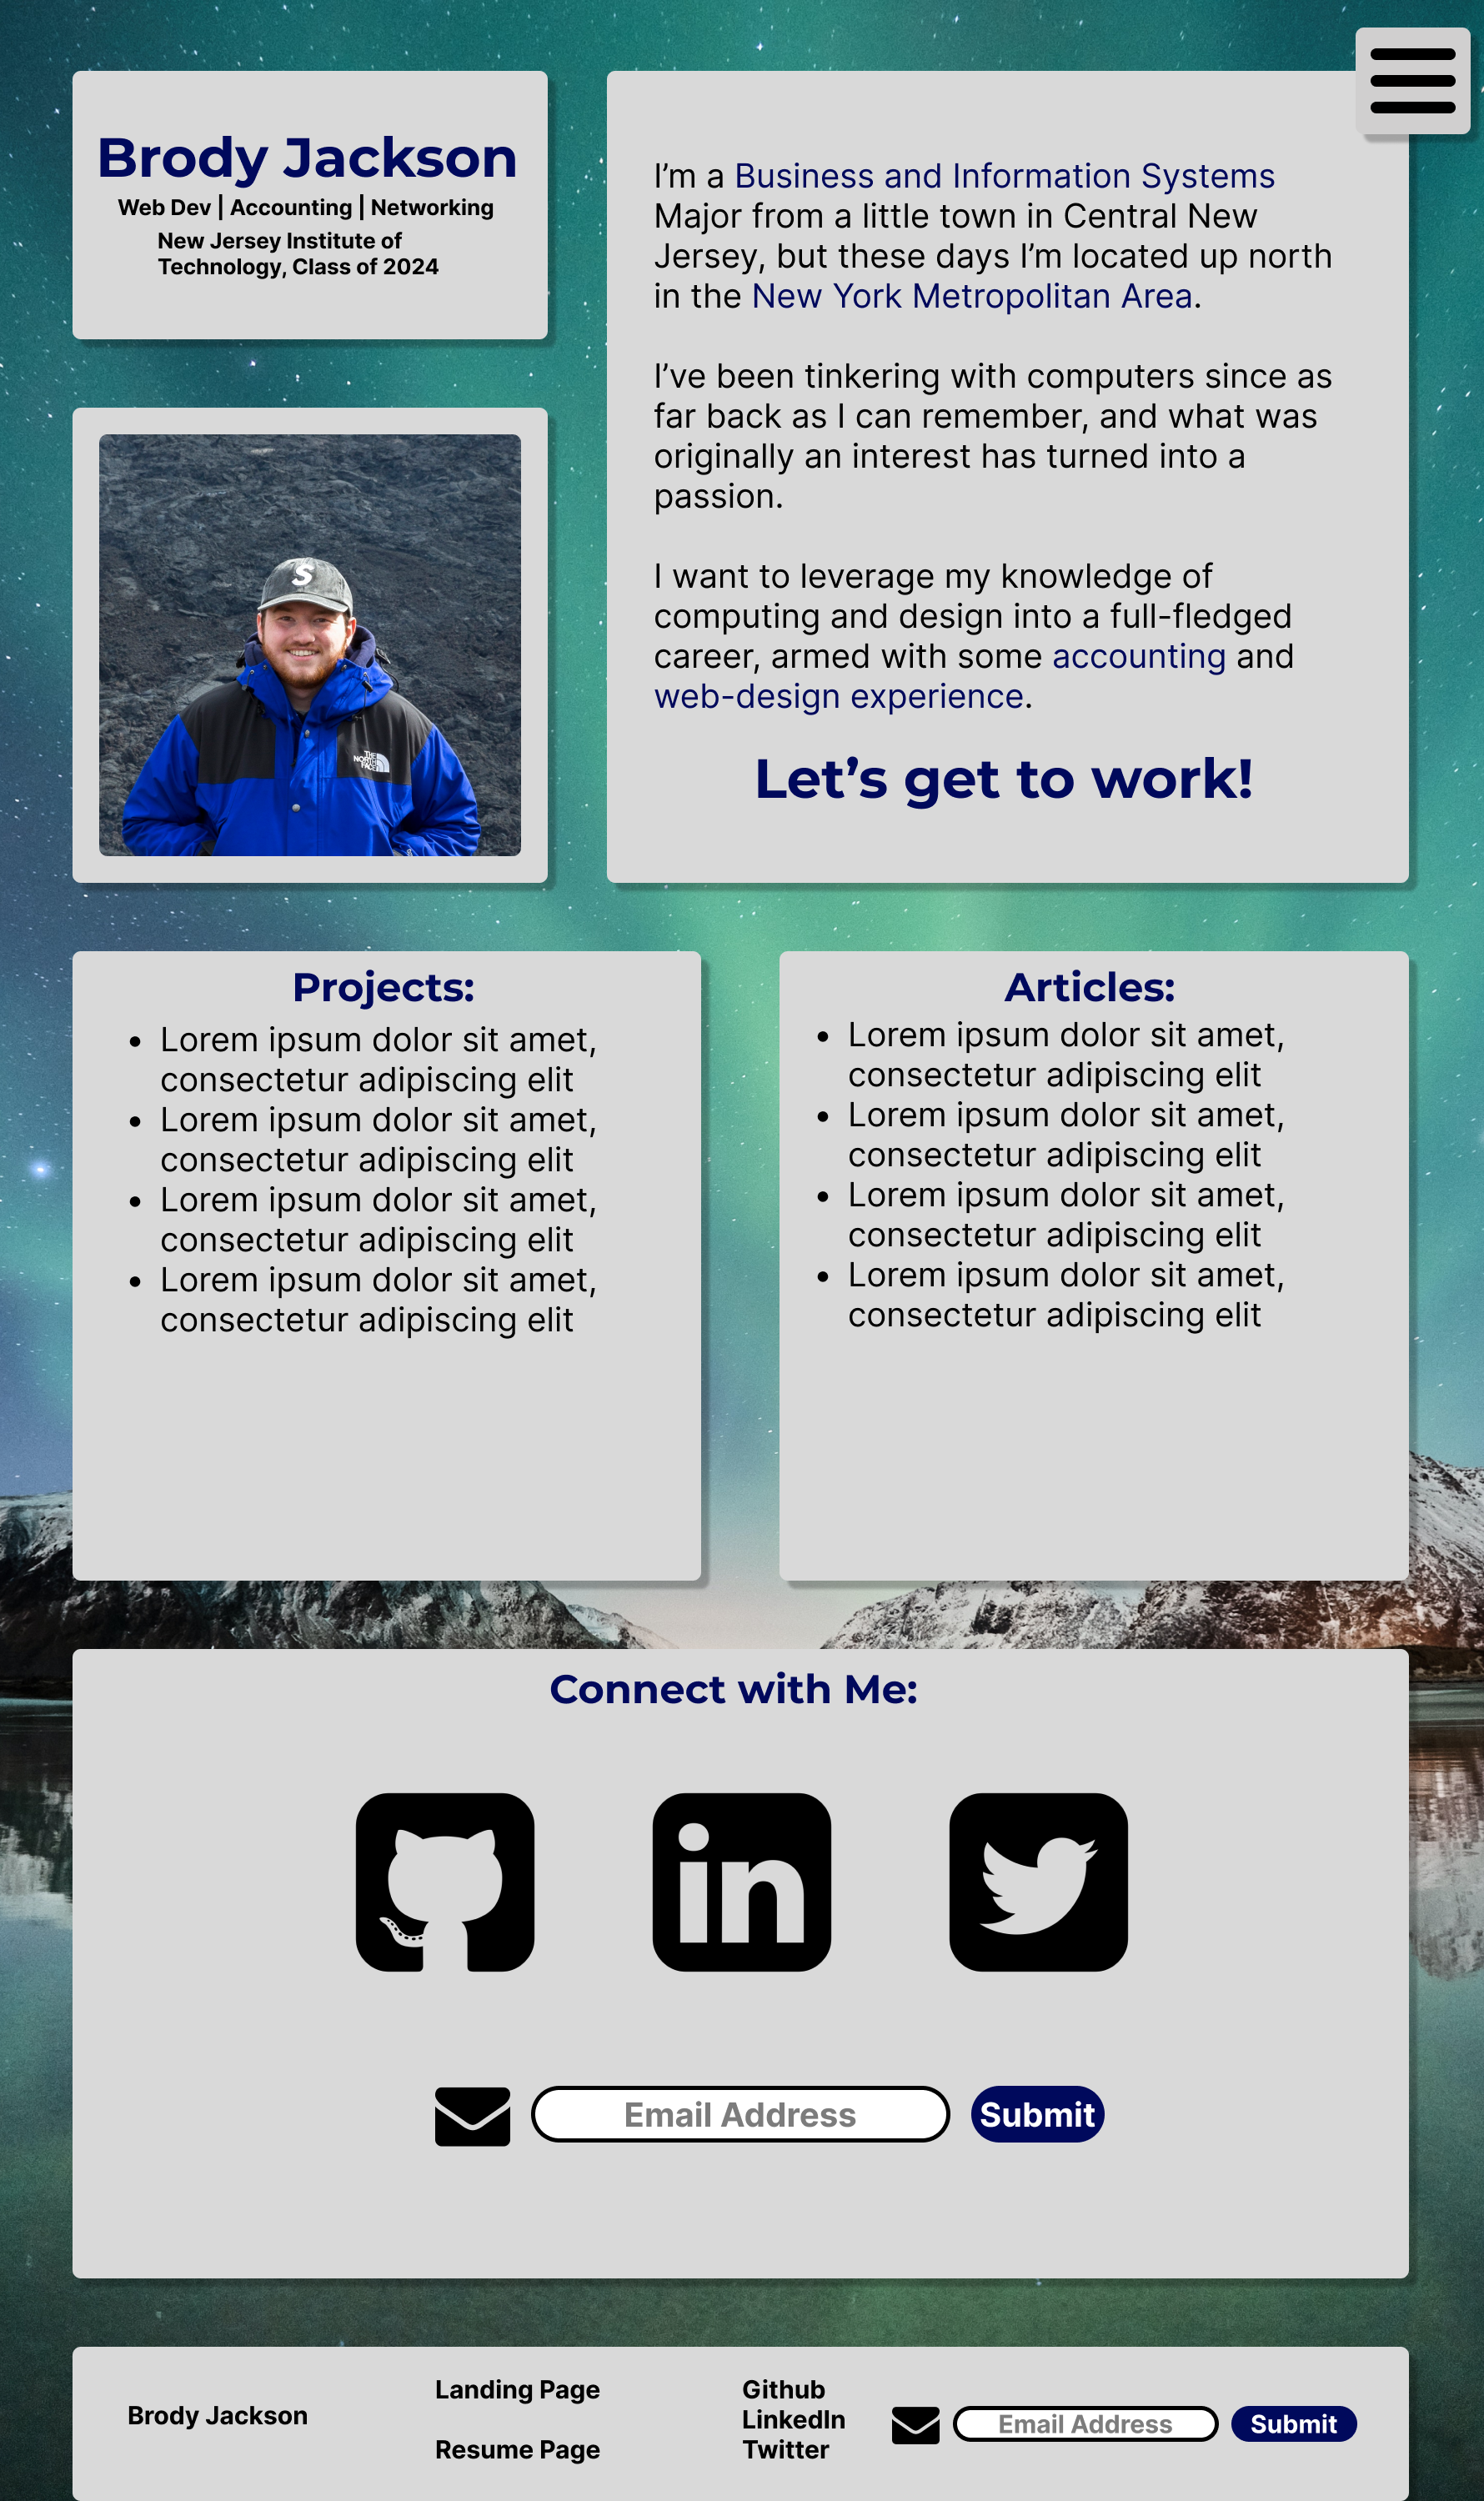 Brody Jackson
Web Dev | Accounting | Networking
New Jersey Institute of
Technology, Class of 2024
S
THE
NORTH
FACE
I’m a Business and Information Systems
Major from a little town in Central New
Jersey, but these days I’m located up north
in the New York Metropolitan Area.
I’ve been tinkering with computers since as
far back as I can remember, and what was
originally an interest has turned into a
passion.
I want to leverage my knowledge of
computing and design into a full-fledged
career, armed with some accounting and
web-design experience.
Let’s get to work!
Projects:
• Lorem ipsum dolor sit amet,
consectetur adipiscing elit
• Lorem ipsum dolor sit amet,
consectetur adipiscing elit
• Lorem ipsum dolor sit amet,
consectetur adipiscing elit
• Lorem ipsum dolor sit amet,
consectetur adipiscing elit
Articles:
• Lorem ipsum dolor sit amet,
consectetur adipiscing elit
• Lorem ipsum dolor sit amet,
consectetur adipiscing elit
• Lorem ipsum dolor sit amet,
consectetur adipiscing elit
• Lorem ipsum dolor sit amet,
consectetur adipiscing elit
Connect with Me:
in
Email Address
Submit
Brody Jackson
Landing Page
Resume Page
Github
LinkedIn
Twitter
Email Address
Submit